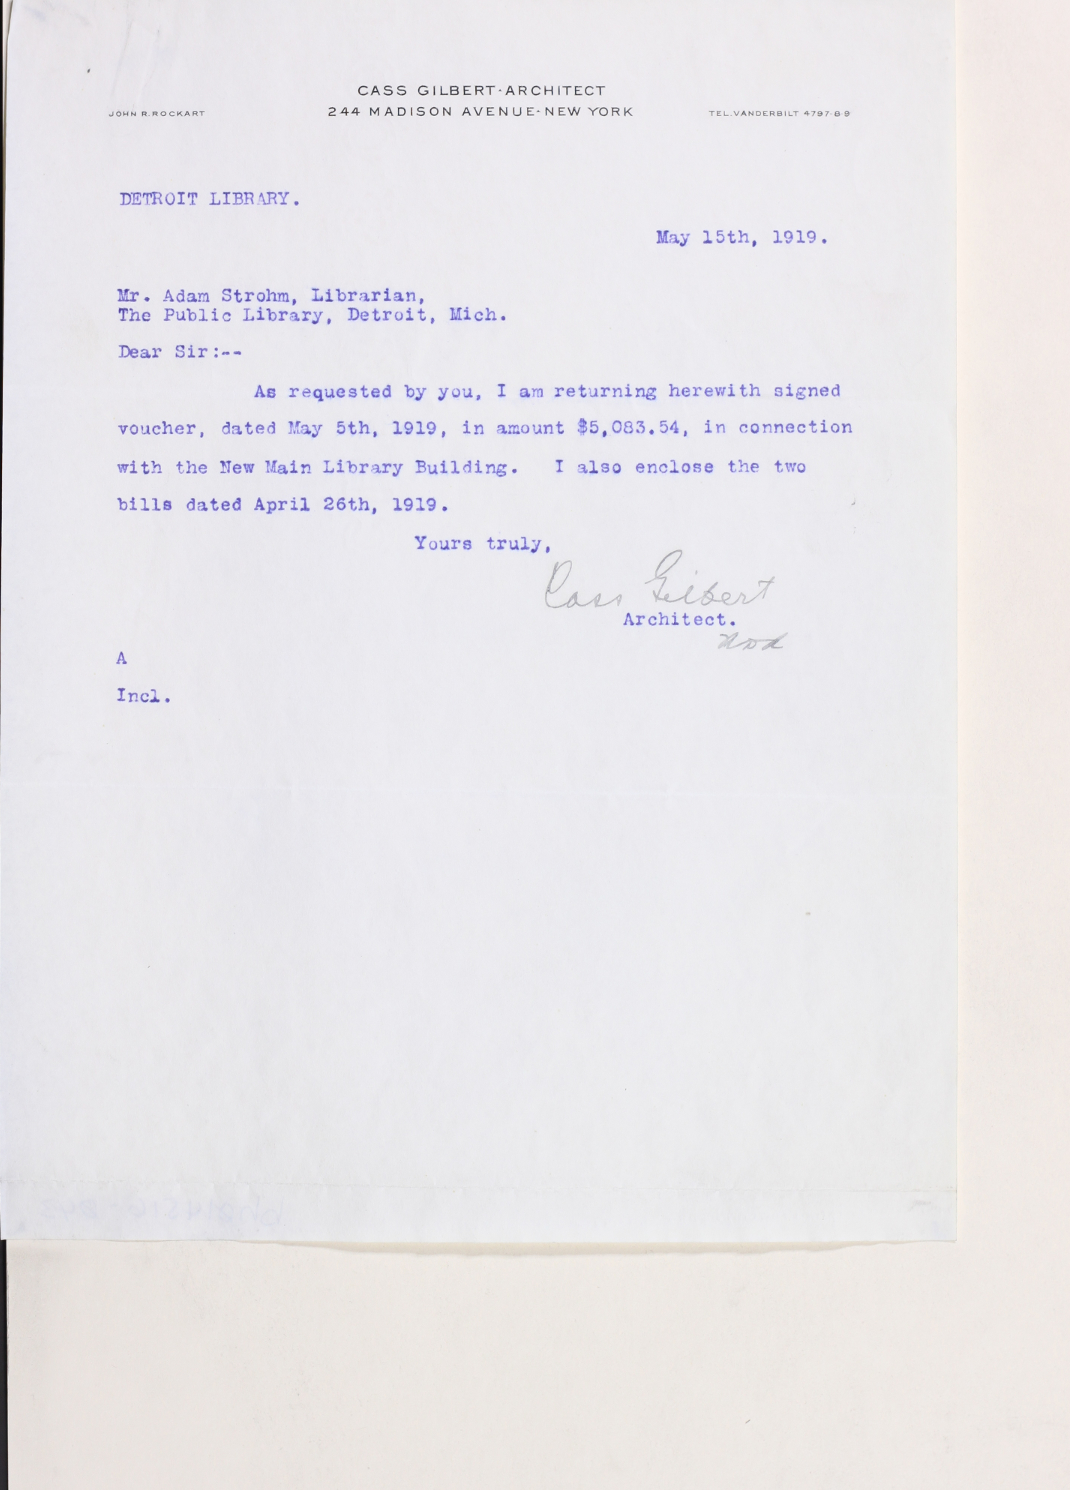 CASS GILBERT-ARCHITECT
244 MADISON AVENUE-NEW YORK
JOHN R. ROCKART
TEL. VANDERBILT 4797-8-9
DETROIT LIBRARY.
May 15th, 1919.
Mr. Adam Strohm, Librarian,
The Public Library, Detroit, Mich.
Dear Sir:--
As requested by you, I am returning herewith signed
voucher, dated May 5th, 1919, in amount $5,083.54, in connection
with the New Main Library Building. I also enclose the two
bills dated April 26th, 1919.
Yours truly,
Cass Gilbert
Architect.
A
Incl.